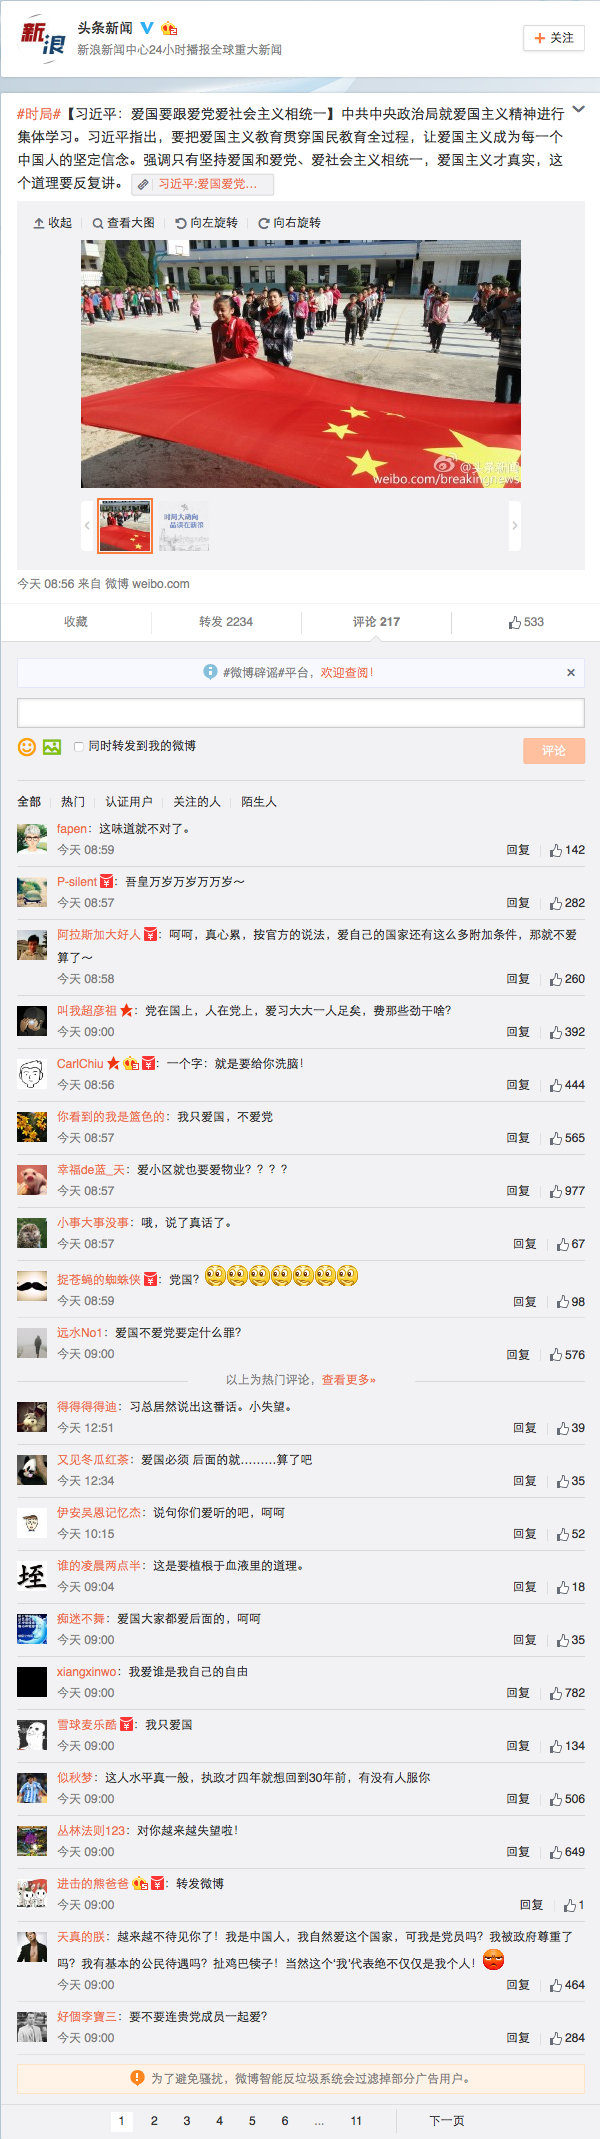 新浪
头条新闻
新浪新闻中心24小时播报全球重大新闻
+ 关注
#时局#【习近平：爱国要跟爱党爱社会主义相统一】中共中央政治局就爱国主义精神进行
集体学习。习近平指出，要把爱国主义教育贯穿国民教育全过程，让爱国主义成为每一个
中国人的坚定信念。强调只有坚持爱国和爱党、爱社会主义相统一，爱国主义才真实，这
个道理要反复讲。 习近平:爱国爱党...
收起 查看大图 向左旋转 向右旋转
@头条新闻
weibo.com/breakingnews
时局大动向
品读在新浪
今天 08:56 来自 微博 weibo.com
收藏 转发 2234 评论 217 533
#微博辟谣#平台，欢迎查阅！
同时转发到我的微博 评论
全部 热门 认证用户 关注的人 陌生人
fapen：这味道就不对了。
今天 08:59 回复 142
P-silent：吾皇万岁万岁万万岁～
今天 08:57 回复 282
阿拉斯加大好人：呵呵，真心累，按官方的说法，爱自己的国家还有这么多附加条件，那就不爱
算了～
今天 08:58 回复 260
叫我超彦祖：党在国上，人在党上，爱习大大一人足矣，费那些劲干啥？
今天 09:00 回复 392
CarlChiu：一个字：就是要给你洗脑！
今天 08:56 回复 444
你看到的我是篮色的：我只爱国，不爱党
今天 08:57 回复 565
幸福de蓝_天：爱小区就也要爱物业？？？？
今天 08:57 回复 977
小事大事没事：哦，说了真话了。
今天 08:57 回复 67
捉苍蝇的蜘蛛侠：党国？
今天 08:59 回复 98
远水No1：爱国不爱党要定什么罪？
今天 09:00 回复 576
以上为热门评论，查看更多»
得得得得迪：习总居然说出这番话。小失望。
今天 12:51 回复 39
又见冬瓜红茶：爱国必须 后面的就.........算了吧
今天 12:34 回复 35
伊安吴恩记忆杰：说句你们爱听的吧，呵呵
今天 10:15 回复 52
谁的凌晨两点半：这是要植根于血液里的道理。
今天 09:04 回复 18
痴迷不舞：爱国大家都爱后面的，呵呵
今天 09:00 回复 35
xiangxinwo：我爱谁是我自己的自由
今天 09:00 回复 782
雪球麦乐酷：我只爱国
今天 09:00 回复 134
似秋梦：这人水平真一般，执政才四年就想回到30年前，有没有人服你
今天 09:00 回复 506
丛林法则123：对你越来越失望啦！
今天 09:00 回复 649
进击的熊爸爸：转发微博
今天 09:00 回复 1
天真的朕：越来越不待见你了！我是中国人，我自然爱这个国家，可我是党员吗？我被政府尊重了
吗？我有基本的公民待遇吗？扯鸡巴犊子！当然这个‘我’代表绝不仅仅是我个人！
今天 09:00 回复 464
好個李寶三：要不要连贵党成员一起爱？
今天 09:00 回复 284
为了避免骚扰，微博智能反垃圾系统会过滤掉部分广告用户。
1 2 3 4 5 6 ... 11 下一页